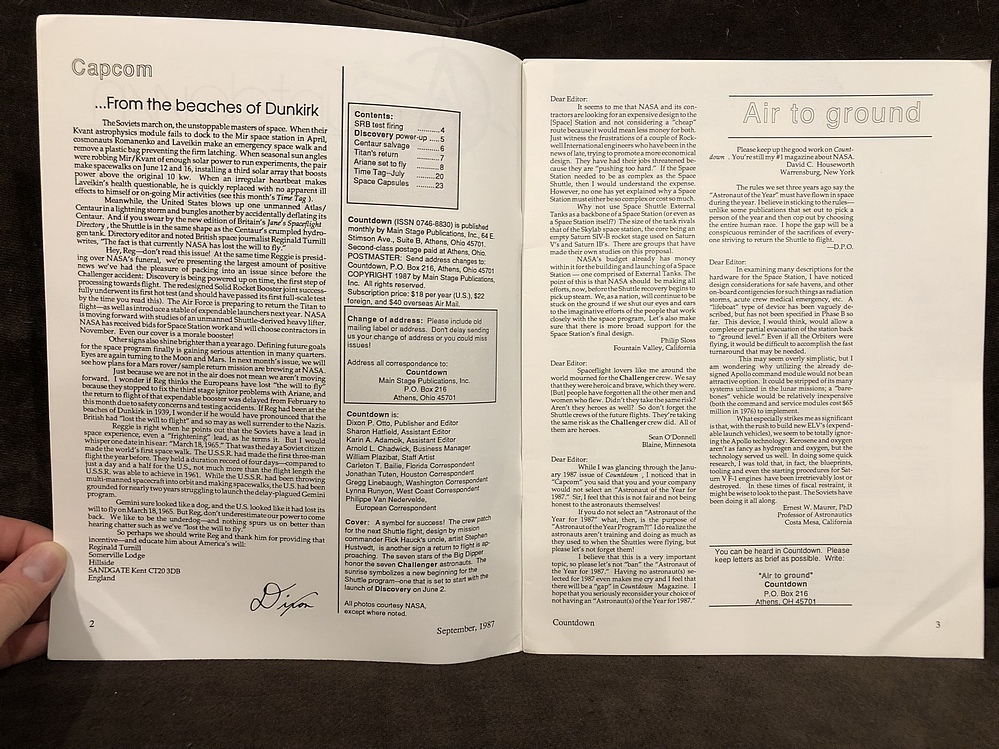 Capcom
...From the beaches of Dunkirk
The Soviets march on, the unstoppable masters of space. When their
Kvant astrophysics module fails to dock to the Mir space station in April,
cosmonauts Romanenko and Laveikin make an emergency space walk and
remove a plastic bag preventing the firm latching. When seasonal sun angles
were robbing Mir/Kvant of enough solar power to run experiments, the pair
make spacewalks on June 12 and 16, installing a third solar array that boosts
power above the original 10 kw. When an irregular heartbeat makes
Laveikin's health questionable, he is quickly replaced with no apparent ill
effects to himself or on-going Mir activities (see this month's Time Tag ).
Meanwhile, the United States blows up one unmanned Atlas/
Centaur in a lightning storm and bungles another by accidentally deflating its
Centaur. And if you swear by the new edition of Britain's Jane's Spaceflight
Directory , the Shuttle is in the same shape as the Centaur's crumpled hydro-
gen tank. Directory editor and noted British space journalist Reginald Turnill
writes, "The fact is that currently NASA has lost the will to fly."
Hey, Reg—don't read this issue! At the same time Reggie is presid-
ing over NASA's funeral, we're presenting the largest amount of positive
news we've had the pleasure of packing into an issue since before the
Challenger accident: Discovery is being powered up on time, the first step of
processing towards flight. The redesigned Solid Rocket Booster joint success-
fully underwent its first hot test (and should have passed its first full-scale test
by the time you read this). The Air Force is preparing to return the Titan to
flight—as well as introduce a stable of expendable launchers next year. NASA
is moving forward with studies of an unmanned Shuttle-derived heavy lifter.
NASA has received bids for Space Station work and will choose contractors in
November. Even our cover is a morale booster!
Other signs also shine brighter than a year ago. Defining future goals
for the space program finally is gaining serious attention in many quarters.
Eyes are again turning to the Moon and Mars. In next month's issue, we will
see how plans for a Mars rover/sample return mission are brewing at NASA.
Just because we are not in the air does not mean we aren't moving
forward. I wonder if Reg thinks the Europeans have lost "the will to fly"
because they stopped to fix the third stage ignitor problems with Ariane, and
the return to flight of that expendable booster was delayed from February to
this month due to safety concerns and testing accidents. If Reg had been at the
beaches of Dunkirk in 1939, I wonder if he would have pronounced that the
British had "lost the will to flight" and so may as well surrender to the Nazis.
Reggie is right when he points out that the Soviets have a lead in
space experience, even a "frightening" lead, as he terms it. But I would
whisper one date in his ear: "March 18, 1965." That was the day a Soviet citizen
made the world's first space walk. The U.S.S.R. had made the first three-man
flight the year before. They held a duration record of four days—compared to
just a day and a half for the U.S., not much more than the flight length the
U.S.S.R. was able to achieve in 1961. While the U.S.S.R. had been throwing
multi-manned spacecraft into orbit and making spacewalks, the U.S. had been
grounded for nearly two years struggling to launch the delay-plagued Gemini
program.
Gemini sure looked like a dog, and the U.S. looked like it had lost its
will to fly on March 18, 1965. But Reg, don't underestimate our power to come
back. We like to be the underdog—and nothing spurs us on better than
hearing chatter such as we've "lost the will to fly."
So perhaps we should write Reg and thank him for providing that
incentive—and educate him about America's will:
Reginald Turnill
Somerville Lodge
Hillside
SANDGATE Kent CT20 3DB
England
Dixon
2
Contents:
SRB test firing ..........4
Discovery power-up .....5
Centaur salvage ..........6
Titan's return ..........7
Ariane set to fly ..........8
Time Tag--July ..........20
Space Capsules ..........23
Countdown (ISSN 0746-8830) is published
monthly by Main Stage Publications, Inc., 64 E.
Stimson Ave., Suite B, Athens, Ohio 45701.
Second-class postage paid at Athens, Ohio.
POSTMASTER: Send address changes to:
Countdown, P.O. Box 216, Athens, Ohio 45701
COPYRIGHT 1987 by Main Stage Publications,
Inc. All rights reserved.
Subscription price: $18 per year (U.S.), $22
foreign, and $40 overseas Air Mail.
Change of address: Please include old
mailing label or address. Don't delay sending
us your change of address or you could miss
issues!
Address all correspondence to:
Countdown
Main Stage Publications, Inc.
P.O. Box 216
Athens, Ohio 45701
Countdown is:
Dixon P. Otto, Publisher and Editor
Sharon Hatfield, Assistant Editor
Karin A. Adamcik, Assistant Editor
Arnold L. Chadwick, Business Manager
William Plazibat, Staff Artist
Carleton T. Bailie, Florida Correspondent
Jonathan Tuten, Houston Correspondent
Gregg Linebaugh, Washington Correspondent
Lynna Runyon, West Coast Correspondent
Philippe Van Nedervelde,
European Correspondent
Cover: A symbol for success! The crew patch
for the next Shuttle flight, design by mission
commander Rick Hauck's uncle, artist Stephen
Hustvedt, is another sign a return to flight is ap-
proaching. The seven stars of the Big Dipper
honor the seven Challenger astronauts. The
sunrise symbolizes a new beginning for the
Shuttle program--one that is set to start with the
launch of Discovery on June 2.
All photos courtesy NASA,
except where noted.
September, 1987
Dear Editor:
It seems to me that NASA and its con-
tractors are looking for an expensive design to the
[Space] Station and not considering a "cheap"
route because it would mean less money for both.
Just witness the frustrations of a couple of Rock-
well International engineers who have been in the
news of late, trying to promote a more economical
design. They have had their jobs threatened be-
cause they are "pushing too hard." If the Space
Station needed to be as complex as the Space
Shuttle, then I would understand the expense.
However, no one has yet explained why a Space
Station must either be so complex or cost so much.
Why not use Space Shuttle External
Tanks as a backbone of a Space Station (or even as
a Space Station itself)? The size of the tank rivals
that of the Skylab space station, the core being an
empty Saturn SIV-B rocket stage used on Saturn
V's and Saturn IB's. There are groups that have
made their own studies on this proposal.
NASA's budget already has money
within it for the building and launching of a Space
Station — one comprised of External Tanks. The
point of this is that NASA should be making all
efforts, now, before the Shuttle recovery begins to
pick up steam. We, as a nation, will continue to be
stuck on the ground if we shut our eyes and ears
to the imaginative efforts of the people that work
closely with the space program, Let's also make
sure that there is more broad support for the
Space Station's final design.
Philip Sloss
Fountain Valley, California
Dear Editor:
Spaceflight lovers like me around the
world mourned for the Challenger crew. We say
that they were heroic and brave, which they were.
[But] people have forgotten all the other men and
women who flew. Didn't they take the same risk?
Aren't they heroes as well? So don't forget the
Shuttle crews of the future flights. They're taking
the same risk as the Challenger crew did. All of
them are heroes.
Sean O'Donnell
Blaine, Minnesota
Dear Editor:
While I was glancing through the Janu-
ary 1987 issue of Countdown , I noticed that in
"Capcom" you said that you and your company
would not select an "Astronaut of the Year for
1987." Sir, I feel this is not fair and not being
honest to the astronauts themselves!
If you do not select an "Astronaut of the
Year for 1987" what, then, is the purpose of
"Astronaut of the Year Program?!" I do realize the
astronauts aren't training and doing as much as
they used to when the Shuttles were flying, but
please let's not forget them!
I believe that this is a very important
topic, so please let's not "ban" the "Astronaut of
the Year for 1987." Having no astronaut(s) se-
lected for 1987 even makes me cry and I feel that
there will be a "gap" in Countdown Magazine. I
hope that you seriously reconsider your choice of
not having an "Astronaut(s) of the Year for 1987."
Countdown
Air to ground
Please keep up the good work on Count-
down . You're still my #1 magazine about NASA.
David C. Houseworth
Warrensburg, New York
The rules we set three years ago say the
"Astronaut of the Year" must have flown in space
during the year. I believe in sticking to the rules—
unlike some publications that set out to pick a
person of the year and then cop out by choosing
the entire human race. I hope the gap will be a
conspicuous reminder of the sacrifices of every-
one striving to return the Shuttle to flight.
—D.P.O.
Dear Editor:
In examining many descriptions for the
hardware for the Space Station, I have noticed
design considerations for safe havens, and other
on-board contigencies for such things as radiation
storms, acute crew medical emergency, etc. A
"lifeboat" type of device has been vaguely de-
scribed, but has not been specified in Phase B so
far. This device, I would think, would allow a
complete or partial evacuation of the station back
to "ground level." Even if all the Orbiters were
flying, it would be difficult to accomplish the fast
turnaround that may be needed.
This may seem overly simplistic, but I
am wondering why utilizing the already de-
signed Apollo command module would not be an
attractive option. It could be stripped of its many
systems utilized in the lunar missions; a "bare-
bones" vehicle would be relatively inexpensive
(both the command and service modules cost $65
million in 1976) to implement.
What especially strikes me as significant
is that, with the rush to build new ELV's (expend-
able launch vehicles), we seem to be totally ignor-
ing the Apollo technology. Kerosene and oxygen
aren't as fancy as hydrogen and oxygen, but the
technology served us well. In doing some quick
research, I was told that, in fact, the blueprints,
tooling and even the starting procedures for Sat-
urn V F-1 engines have been irretrievably lost or
destroyed. In these times of fiscal restraint, it
might be wise to look to the past. The Soviets have
been doing it all along.
Ernest W. Maurer, PhD
Professor of Astronautics
Costa Mesa, California
You can be heard in Countdown. Please
keep letters as brief as possible. Write:
"Air to ground"
Countdown
P.O. Box 216
Athens, OH 45701
3